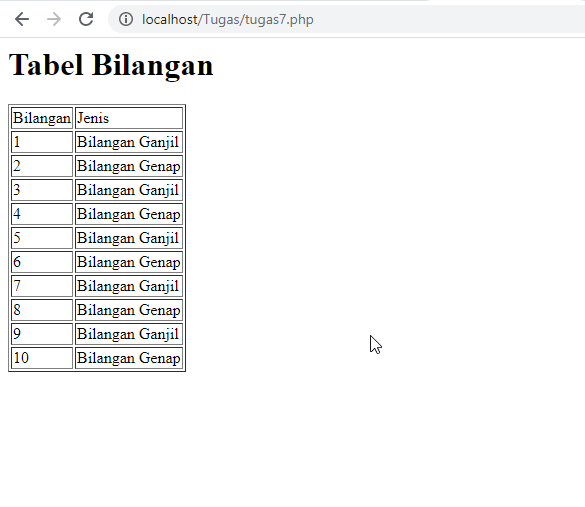 localhost/Tugas/tugas7.php
Tabel Bilangan
Bilangan Jenis
1 Bilangan Ganjil
2 Bilangan Genap
3 Bilangan Ganjil
4 Bilangan Genap
5 Bilangan Ganjil
6 Bilangan Genap
7 Bilangan Ganjil
8 Bilangan Genap
9 Bilangan Ganjil
10 Bilangan Genap